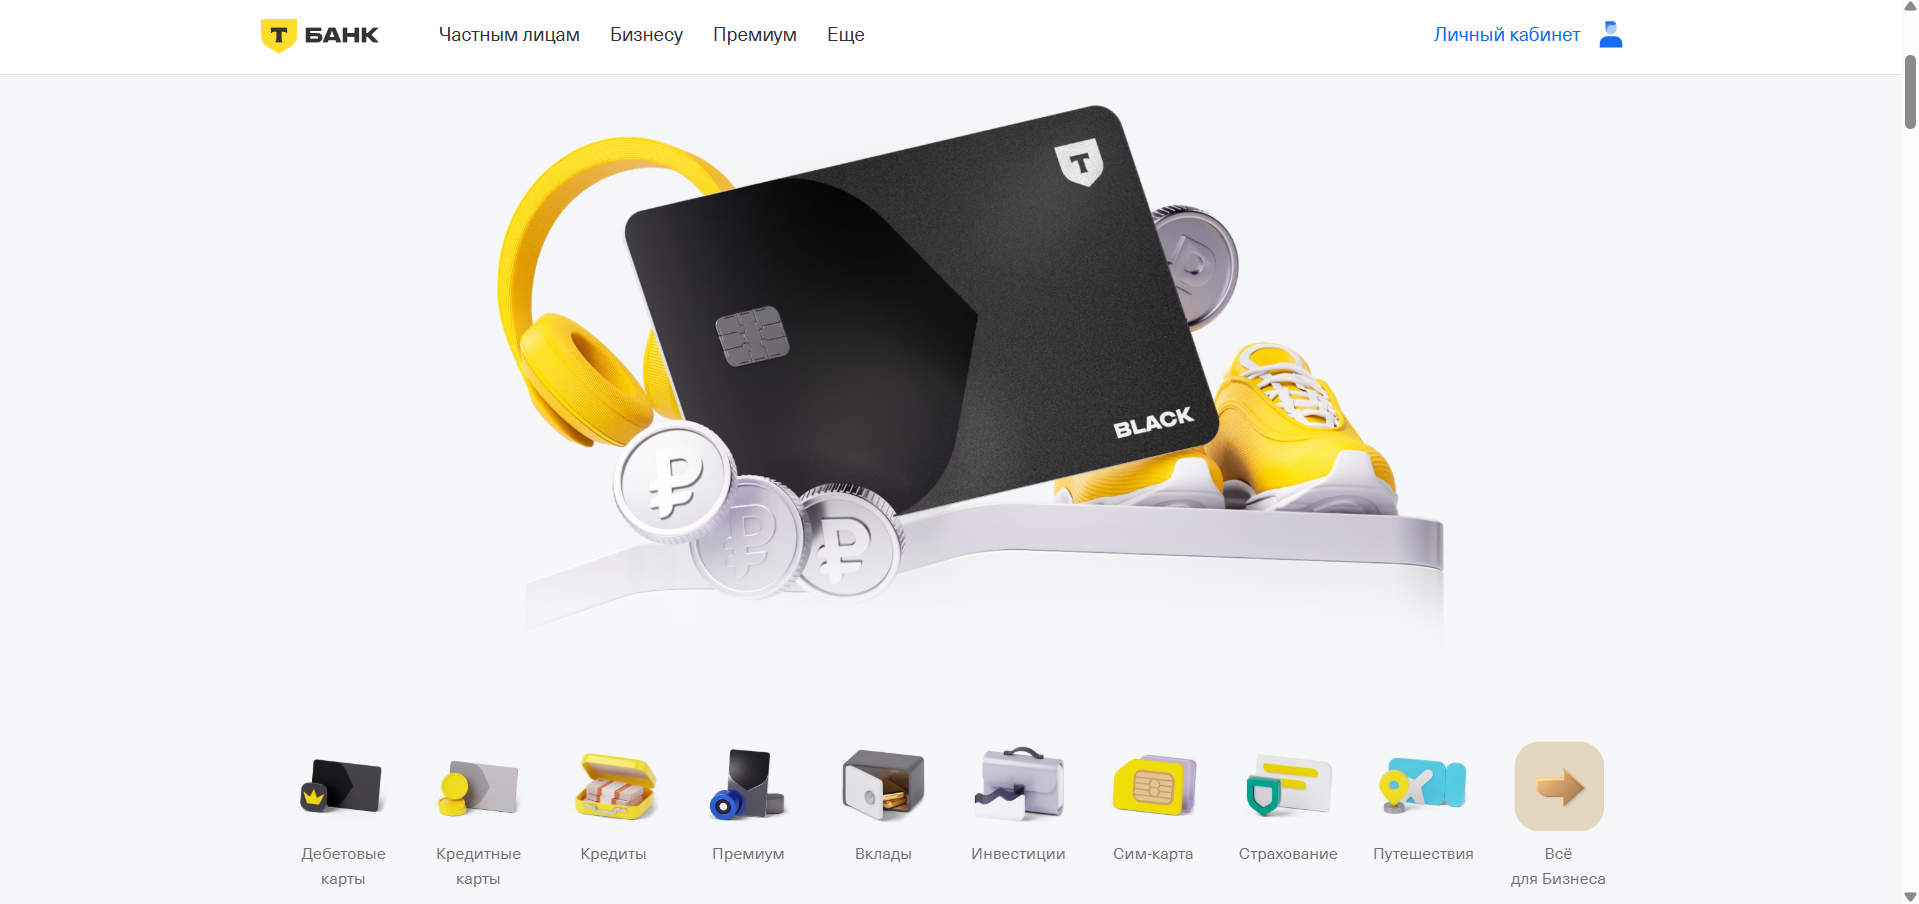 Т БАНК
Частным лицам
Бизнесу
Премиум
Еще
Личный кабинет
Т
BLACK
Дебетовые
карты
Кредитные
карты
Кредиты
Премиум
Вклады
Инвестиции
Сим-карта
Страхование
Путешествия
Всё
для Бизнеса